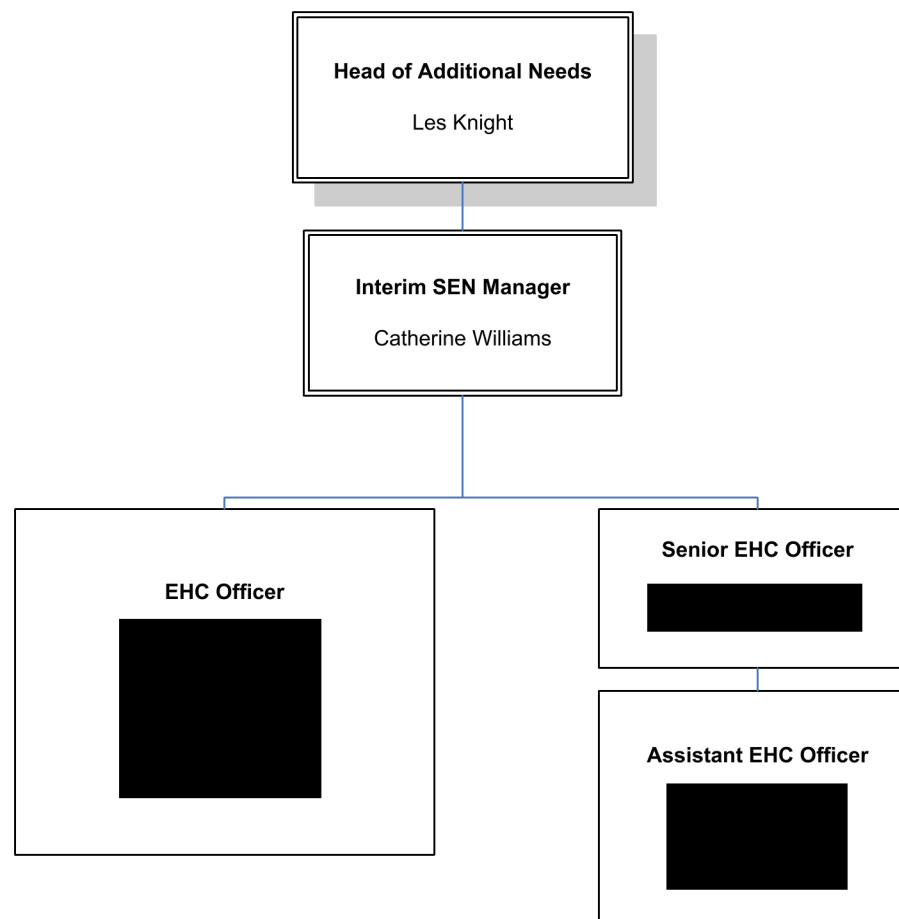 Head of Additional Needs
Les Knight
Interim SEN Manager
Catherine Williams
EHC Officer
Senior EHC Officer
Assistant EHC Officer